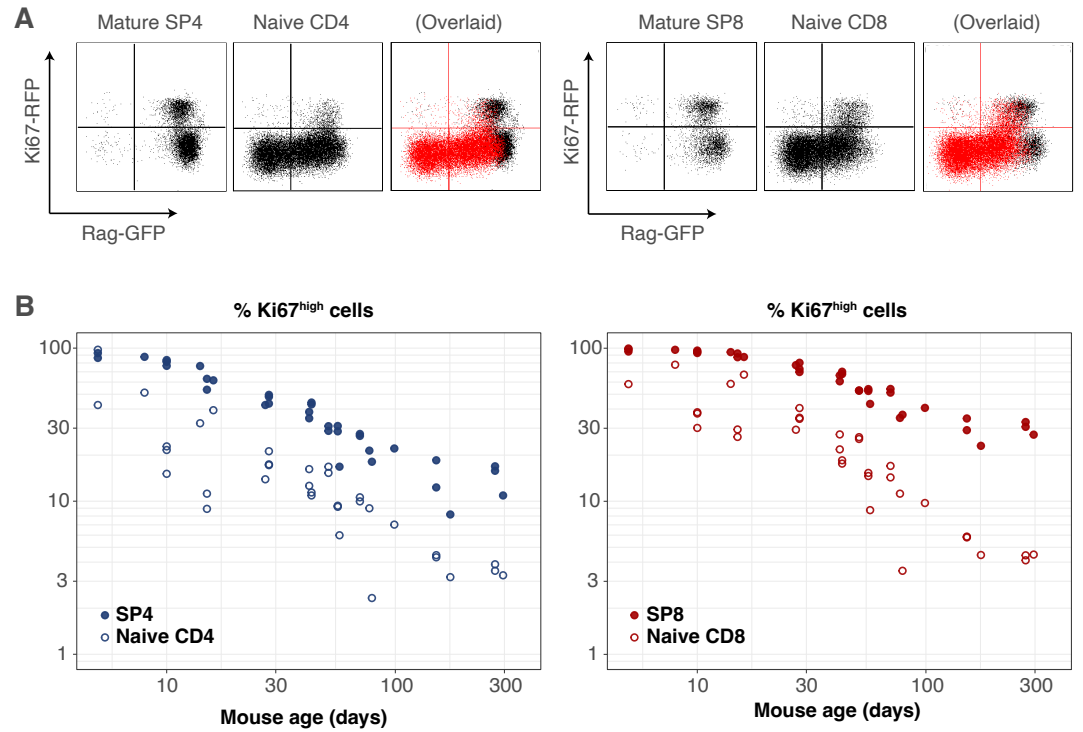 A
Mature SP4 Naive CD4 (Overlaid) Mature SP8 Naive CD8 (Overlaid)
Ki67-RFP Ki67-RFP
Rag-GFP Rag-GFP
B
% Ki67high cells % Ki67high cells
100 100
30 30
10 10
3 3
SP4 SP8
Naive CD4 Naive CD8
1 1
10 30 100 300 10 30 100 300
Mouse age (days) Mouse age (days)